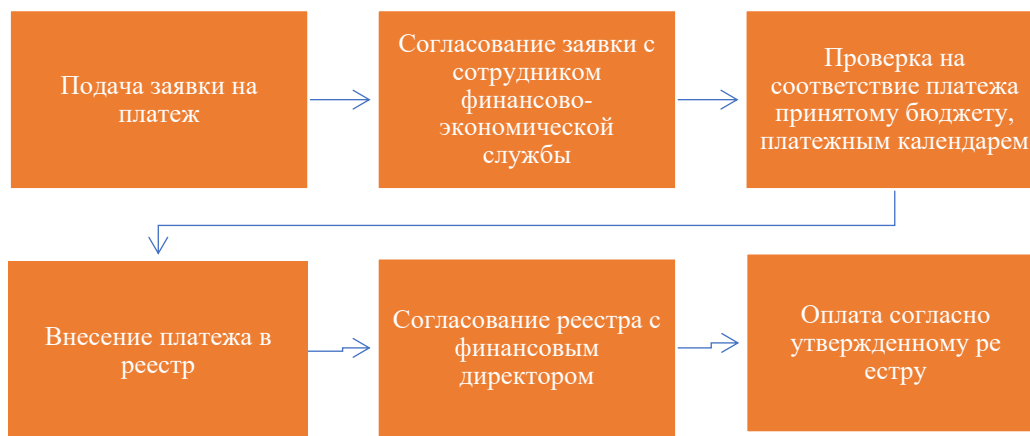 Подача заявки на
платеж
Согласование заявки с
сотрудником
финансово-
экономической
службы
Проверка на
соответствие платежа
принятому бюджету,
платежным календарем
Внесение платежа в
реестр
Согласование реестра с
финансовым
директором
Оплата согласно
утвержденному ре
естру